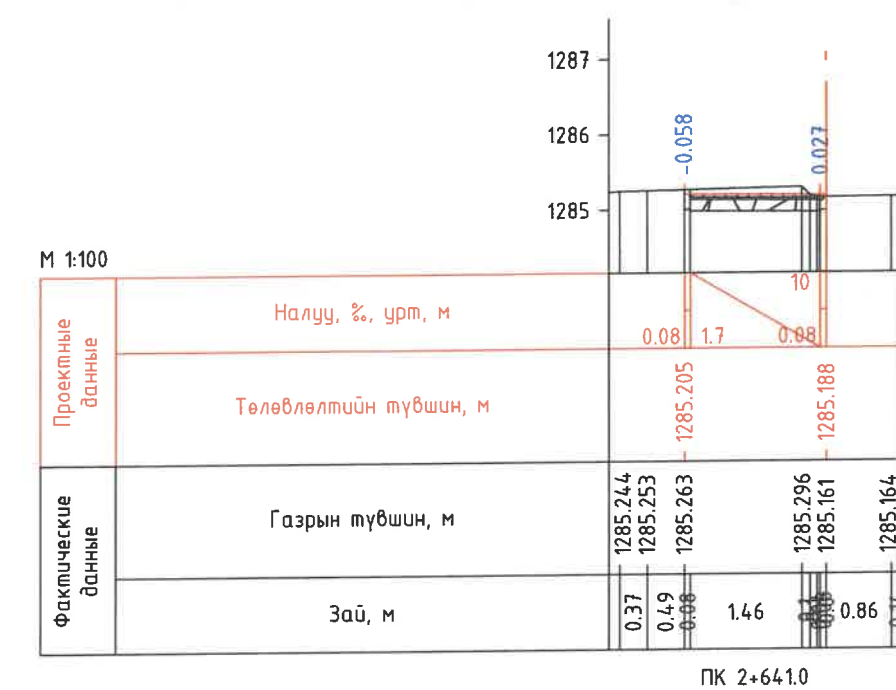 1287
1286
1285
-0.058
0.027
М 1:100
Проектные
данные
Налуу, ‰, урт, м
10
0.08
1.7
0.08
Төлөвлөлтийн түвшин, м
1285.205
1285.188
Фактические
данные
Газрын түвшин, м
1285.244
1285.253
1285.263
1285.296
1285.161
1285.164
Зай, м
0.37
0.49
0.08
1.46
0.86
ПК 2+641.0